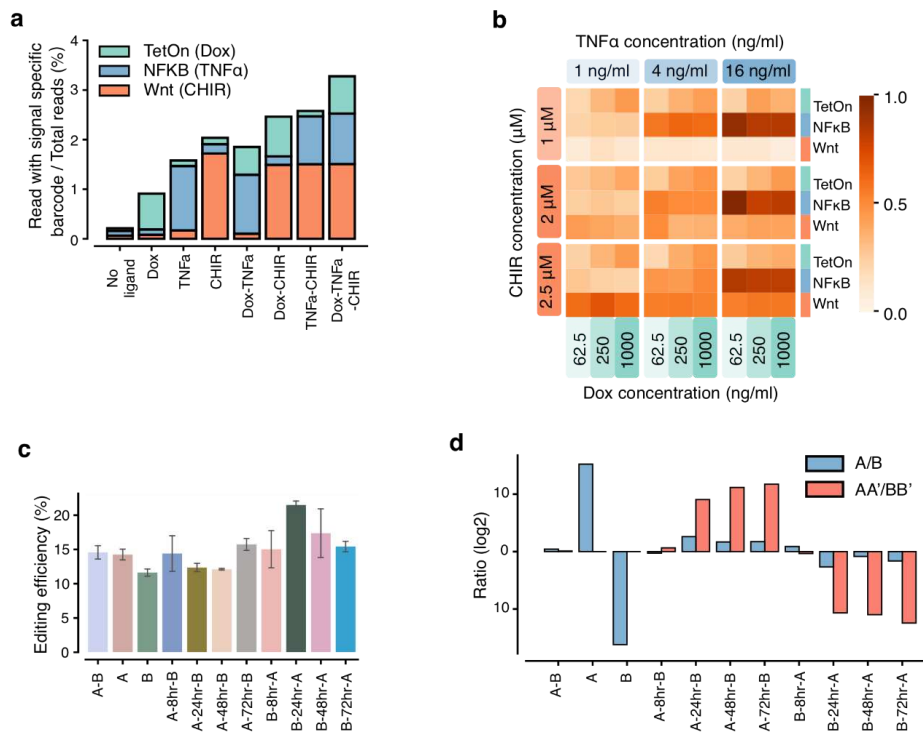 a
Read with signal specific
barcode / Total reads (%)
4
3
2
1
0
TetOn (Dox)
NFKB (TNFα)
Wnt (CHIR)
No
ligand
Dox
TNFa
CHIR
Dox-TNFa
Dox-CHIR
TNFa-CHIR
Dox-TNFa
-CHIR
b
TNFα concentration (ng/ml)
1 ng/ml
4 ng/ml
16 ng/ml
CHIR concentration (μM)
1 μM
2 μM
2.5 μM
TetOn
NFκB
Wnt
TetOn
NFκB
Wnt
TetOn
NFκB
Wnt
1.0
0.5
0.0
62.5
250
1000
62.5
250
1000
62.5
250
1000
Dox concentration (ng/ml)
c
Editing efficiency (%)
20
15
10
5
0
A-B
A
B
A-8hr-B
A-24hr-B
A-48hr-B
A-72hr-B
B-8hr-A
B-24hr-A
B-48hr-A
B-72hr-A
d
Ratio (log2)
10
0
10
A/B
AA’/BB’
A-B
A
B
A-8hr-B
A-24hr-B
A-48hr-B
A-72hr-B
B-8hr-A
B-24hr-A
B-48hr-A
B-72hr-A